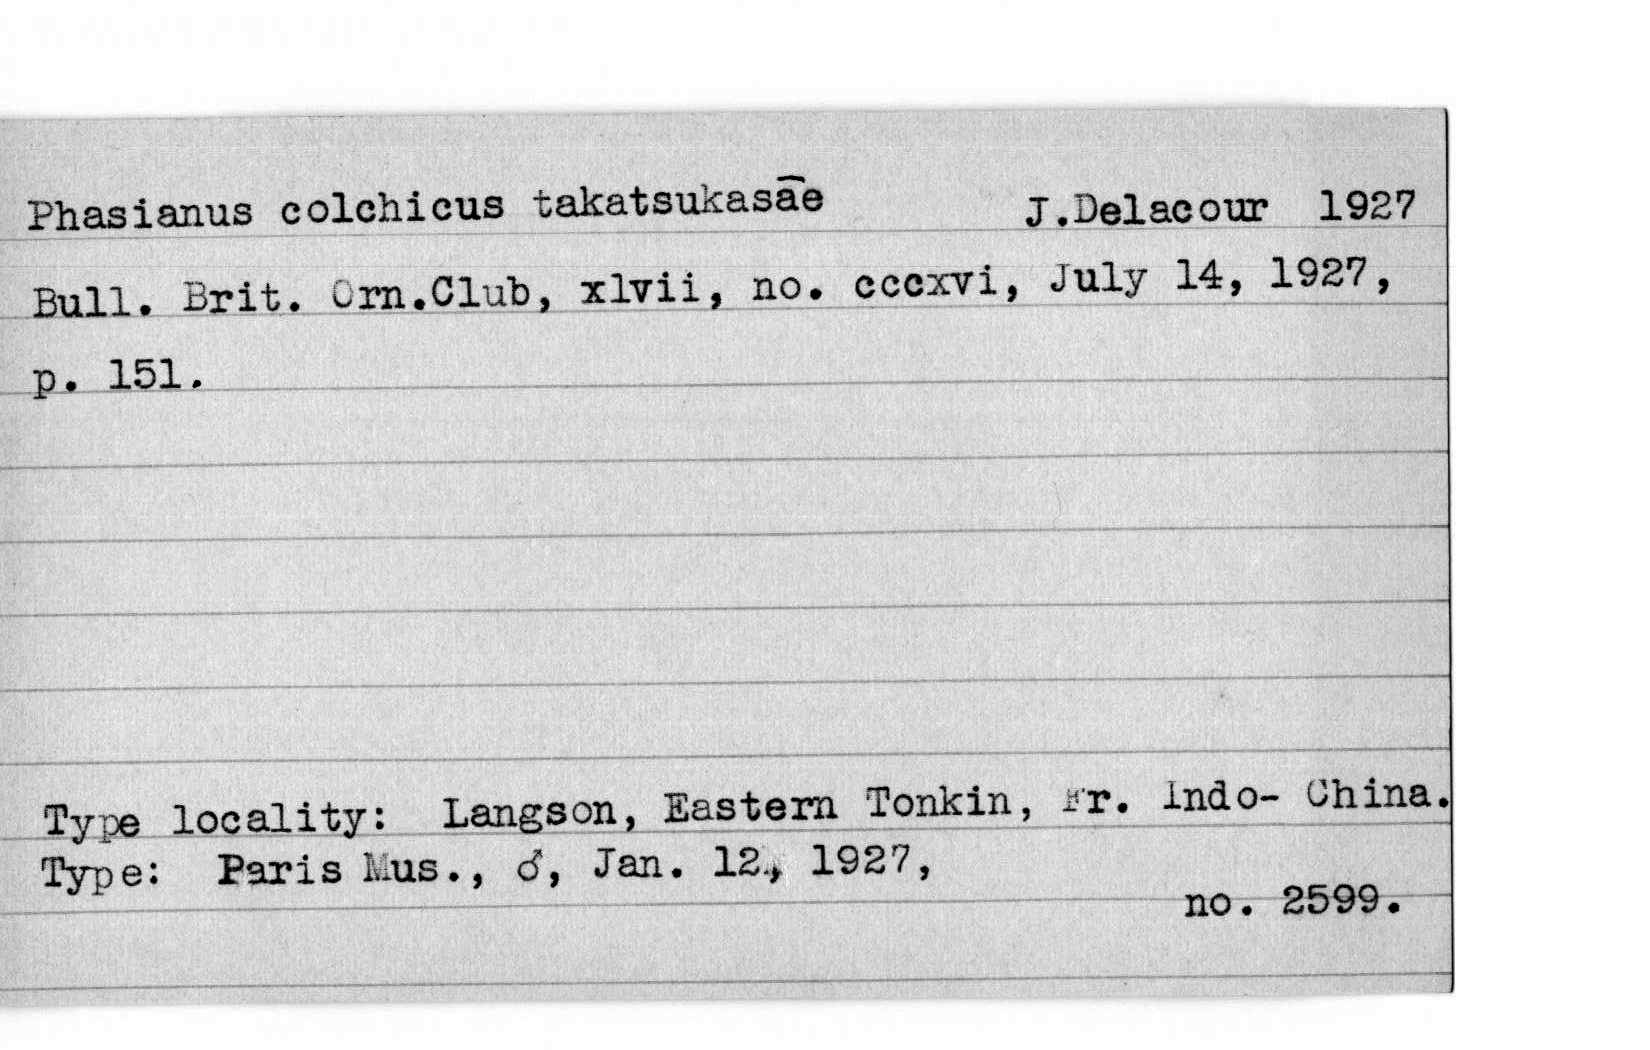 Phasianus colchicus takatsukasāe J.Delacour 1927
Bull. Brit. Orn.Club, xlvii, no. cccxvi, July 14, 1927,
p. 151.
Type locality: Langson, Eastern Tonkin, Fr. Indo- China.
Type: Paris Mus., ♂, Jan. 12, 1927,
no. 2599.